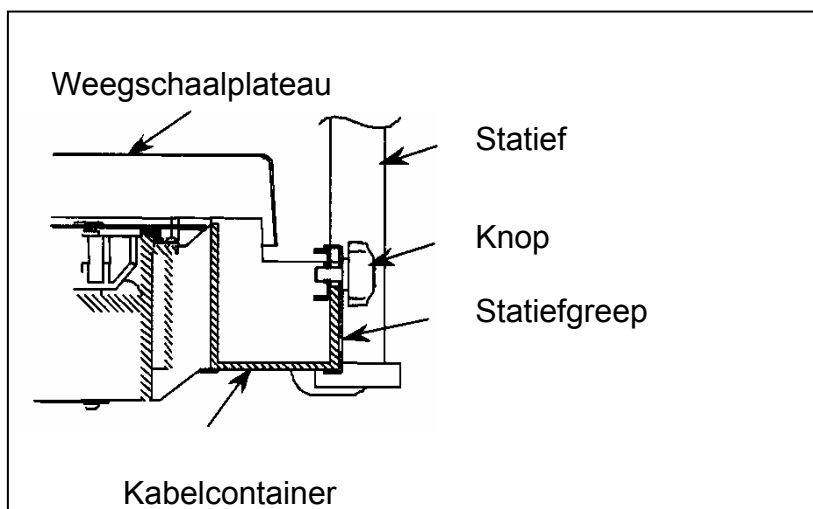 Weegschaalplateau
Statief
Knop
Statiefgreep
Kabelcontainer